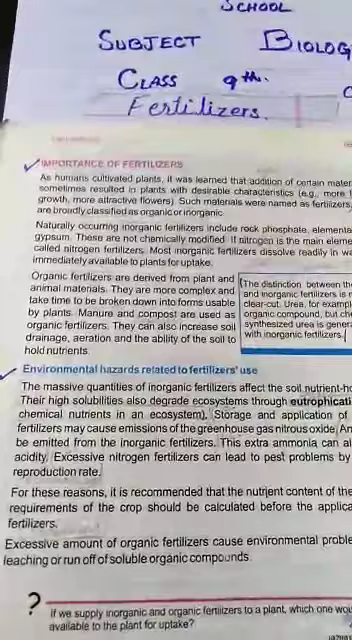 SCHOOL
SUBJECT BIOLOG
CLASS 9th.
Fertilizers
IMPORTANCE OF FERTILIZERS
As humans cultivated plants, it was learned that addition of certain mater
sometimes resulted in plants with desirable characteristics (e.g., more f
growth, more attractive flowers). Such materials were named as fertilizers
are broadly classified as organic or inorganic.
Naturally occurring inorganic fertilizers include rock phosphate, elementa
gypsum. These are not chemically modified. If nitrogen is the main eleme
called nitrogen fertilizers. Most inorganic fertilizers dissolve readily in wa
immediately available to plants for uptake.
Organic fertilizers are derived from plant and
animal materials. They are more complex and
take time to be broken down into forms usable
by plants. Manure and compost are used as
organic fertilizers. They can also increase soil
drainage, aeration and the ability of the soil to
hold nutrients.
The distinction between th
and inorganic fertilizers is n
clear-cut. Urea, for exampl
organic compound, but che
synthesized urea is genera
with inorganic fertilizers.
Environmental hazards related to fertilizers' use
The massive quantities of inorganic fertilizers affect the soil nutrient-ho
Their high solubilities also degrade ecosystems through eutrophicati
chemical nutrients in an ecosystem). Storage and application of
fertilizers may cause emissions of the greenhouse gas nitrous oxide. Am
be emitted from the inorganic fertilizers. This extra ammonia can al
acidity. Excessive nitrogen fertilizers can lead to pest problems by
reproduction rate.
For these reasons, it is recommended that the nutrient content of the
requirements of the crop should be calculated before the applica
fertilizers.
Excessive amount of organic fertilizers cause environmental proble
leaching or run off of soluble organic compounds.
? If we supply inorganic and organic fertilizers to a plant, which one wou
available to the plant for uptake?